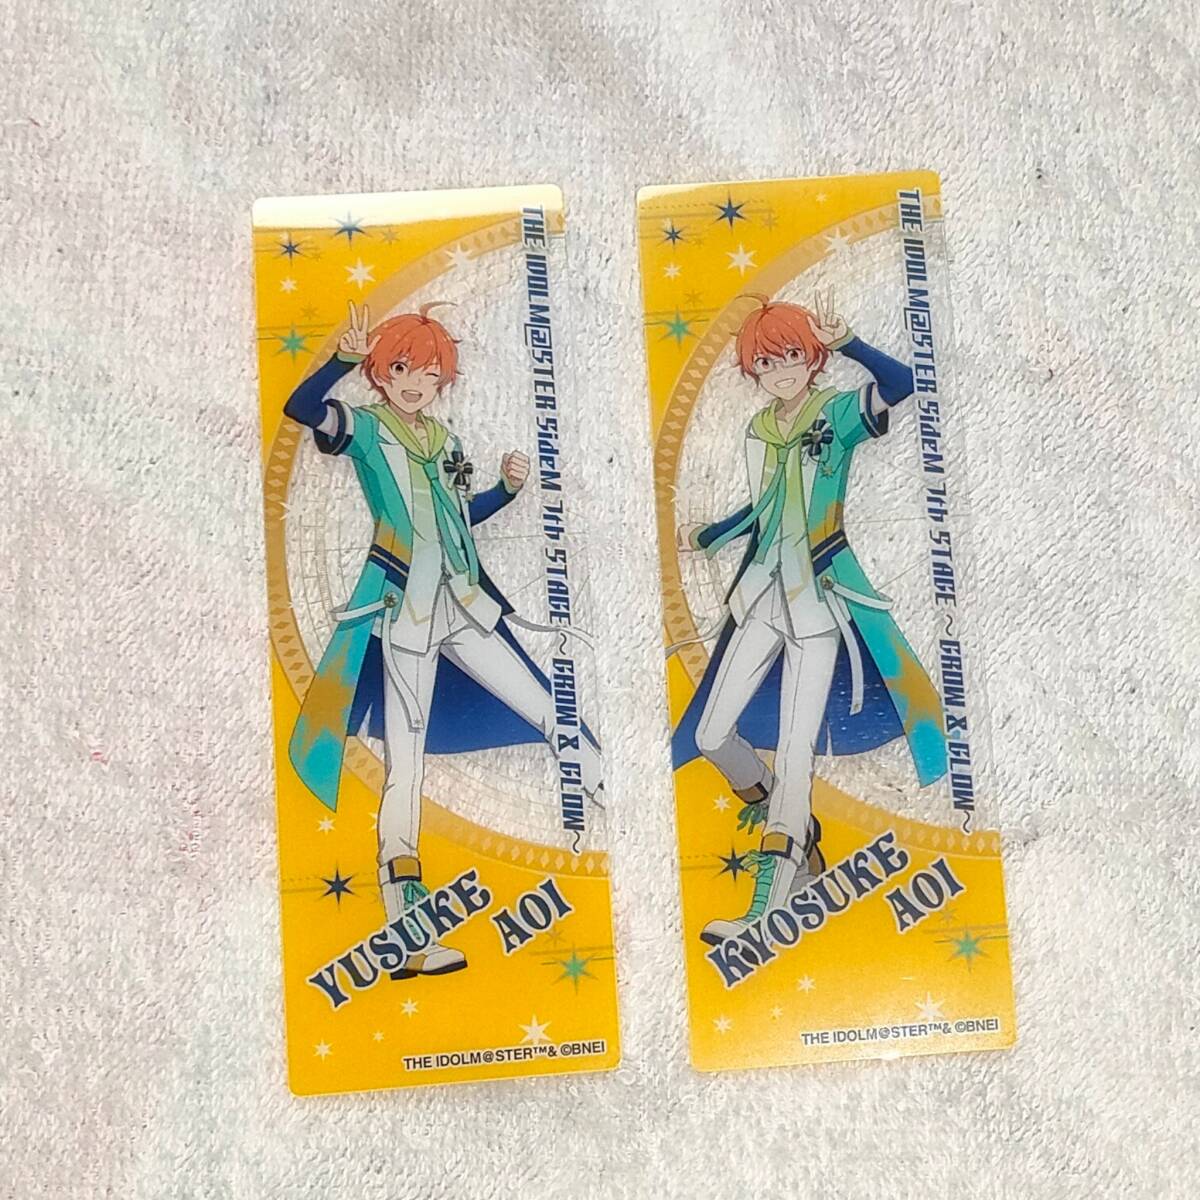 THE IDOLM@STER SideM 7th STAGE ～GROW & GLOW～
YUSUKE
AOI
THE IDOLM@STER™& ©BNEI
THE IDOLM@STER SideM 7th STAGE ～GROW & GLOW～
KYOSUKE
AOI
THE IDOLM@STER™& ©BNEI